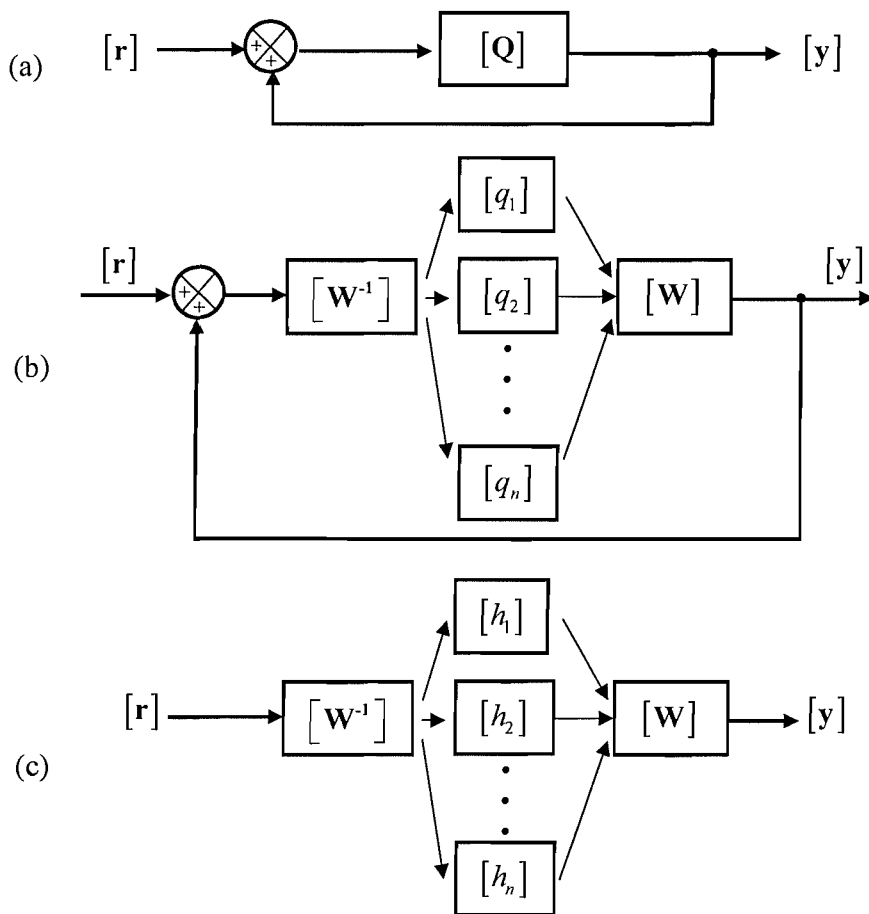 (a)
[r] + + [Q] [y]
(b)
[q₁]
[r] + + [W⁻¹] [q₂] [W] [y]
[qₙ]
(c)
[h₁]
[r] [W⁻¹] [h₂] [W] [y]
[hₙ]